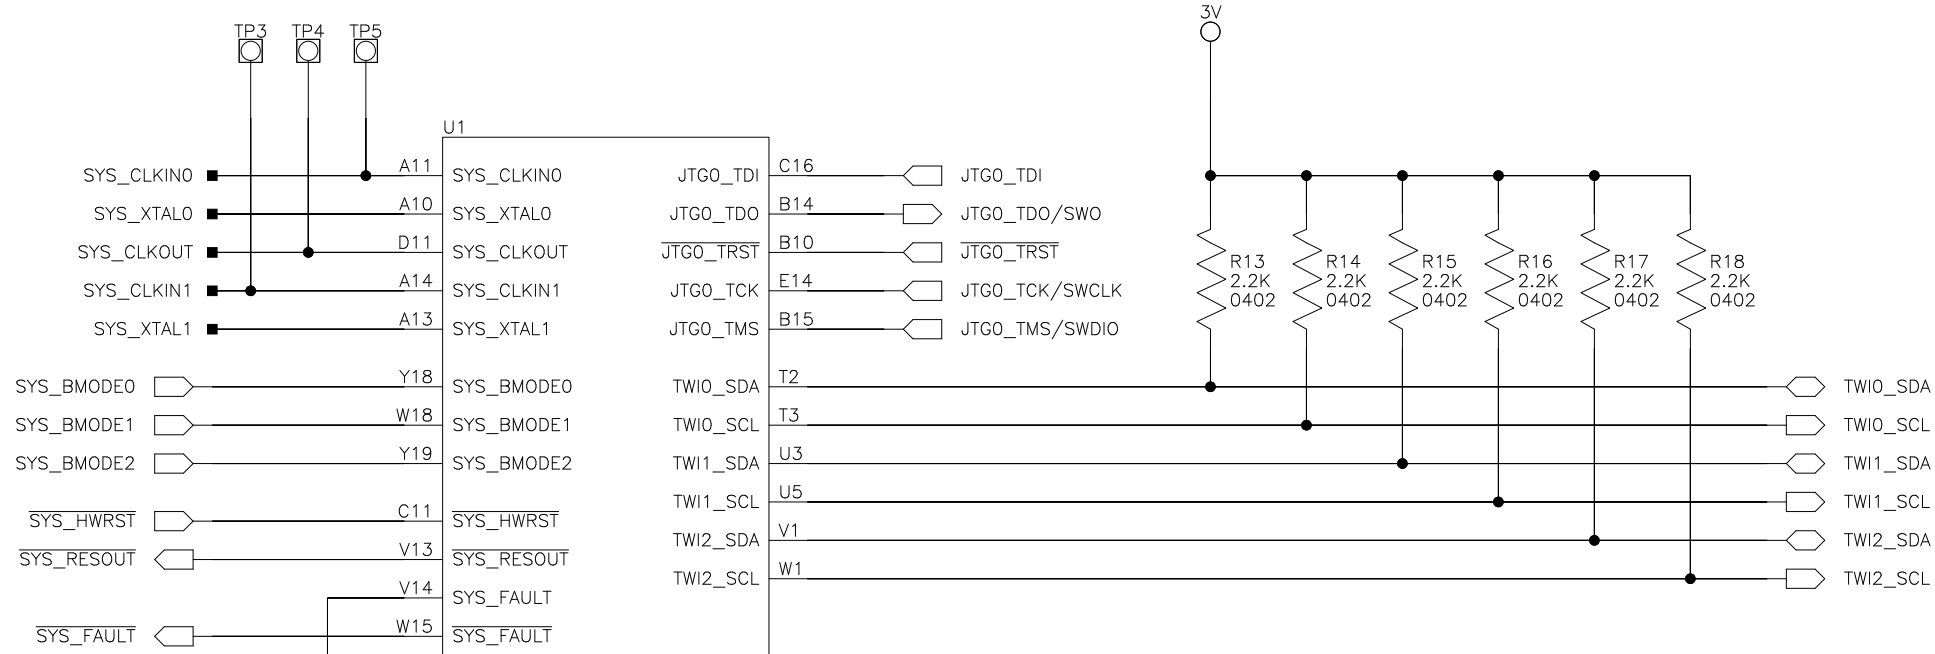 TP3 TP4 TP5
3V
U1
SYS_CLKIN0 A11 SYS_CLKIN0 JTG0_TDI C16 JTG0_TDI
SYS_XTAL0 A10 SYS_XTAL0 JTG0_TDO B14 JTG0_TDO/SWO
SYS_CLKOUT D11 SYS_CLKOUT JTG0_TRST B10 JTG0_TRST
SYS_CLKIN1 A14 SYS_CLKIN1 JTG0_TCK E14 JTG0_TCK/SWCLK
SYS_XTAL1 A13 SYS_XTAL1 JTG0_TMS B15 JTG0_TMS/SWDIO
R13 R14 R15 R16 R17 R18
2.2K 2.2K 2.2K 2.2K 2.2K 2.2K
0402 0402 0402 0402 0402 0402
SYS_BMODE0 Y18 SYS_BMODE0 TWI0_SDA T2 TWI0_SDA
SYS_BMODE1 W18 SYS_BMODE1 TWI0_SCL T3 TWI0_SCL
SYS_BMODE2 Y19 SYS_BMODE2 TWI1_SDA U3 TWI1_SDA
TWI1_SCL U5 TWI1_SCL
SYS_HWRST C11 SYS_HWRST
TWI2_SDA V1 TWI2_SDA
SYS_RESOUT V13 SYS_RESOUT
TWI2_SCL W1 TWI2_SCL
V14 SYS_FAULT
SYS_FAULT W15 SYS_FAULT